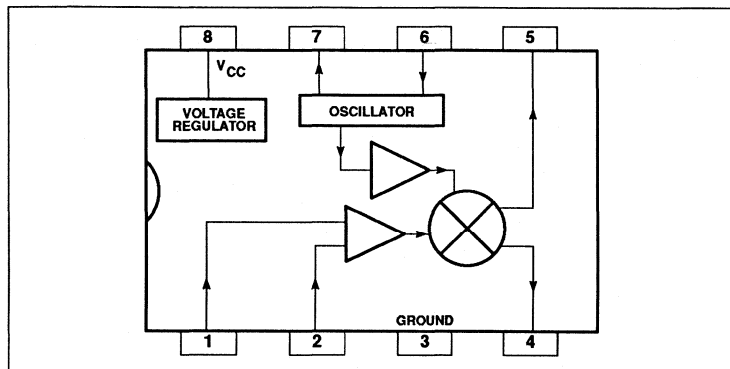 8 7 6 5
VCC
VOLTAGE
REGULATOR
OSCILLATOR
GROUND
1 2 3 4